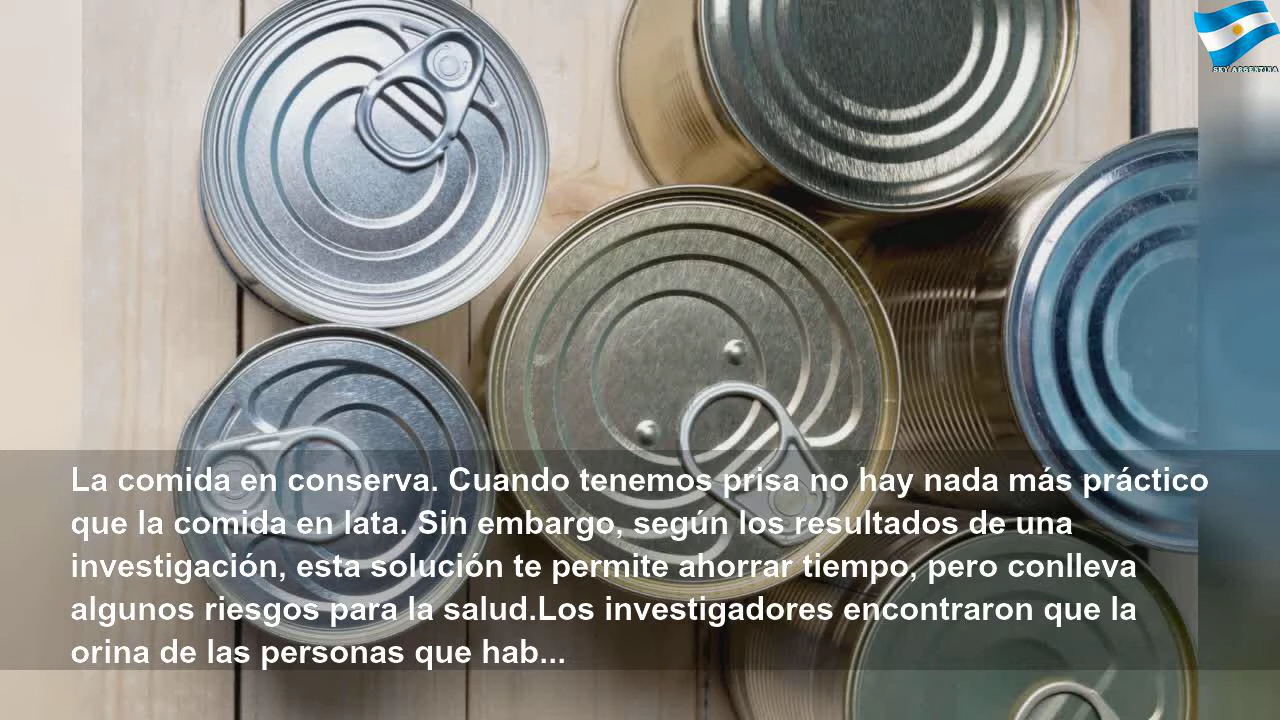 SKY ARGENTINA
La comida en conserva. Cuando tenemos prisa no hay nada más práctico
que la comida en lata. Sin embargo, según los resultados de una
investigación, esta solución te permite ahorrar tiempo, pero conlleva
algunos riesgos para la salud.Los investigadores encontraron que la
orina de las personas que hab...